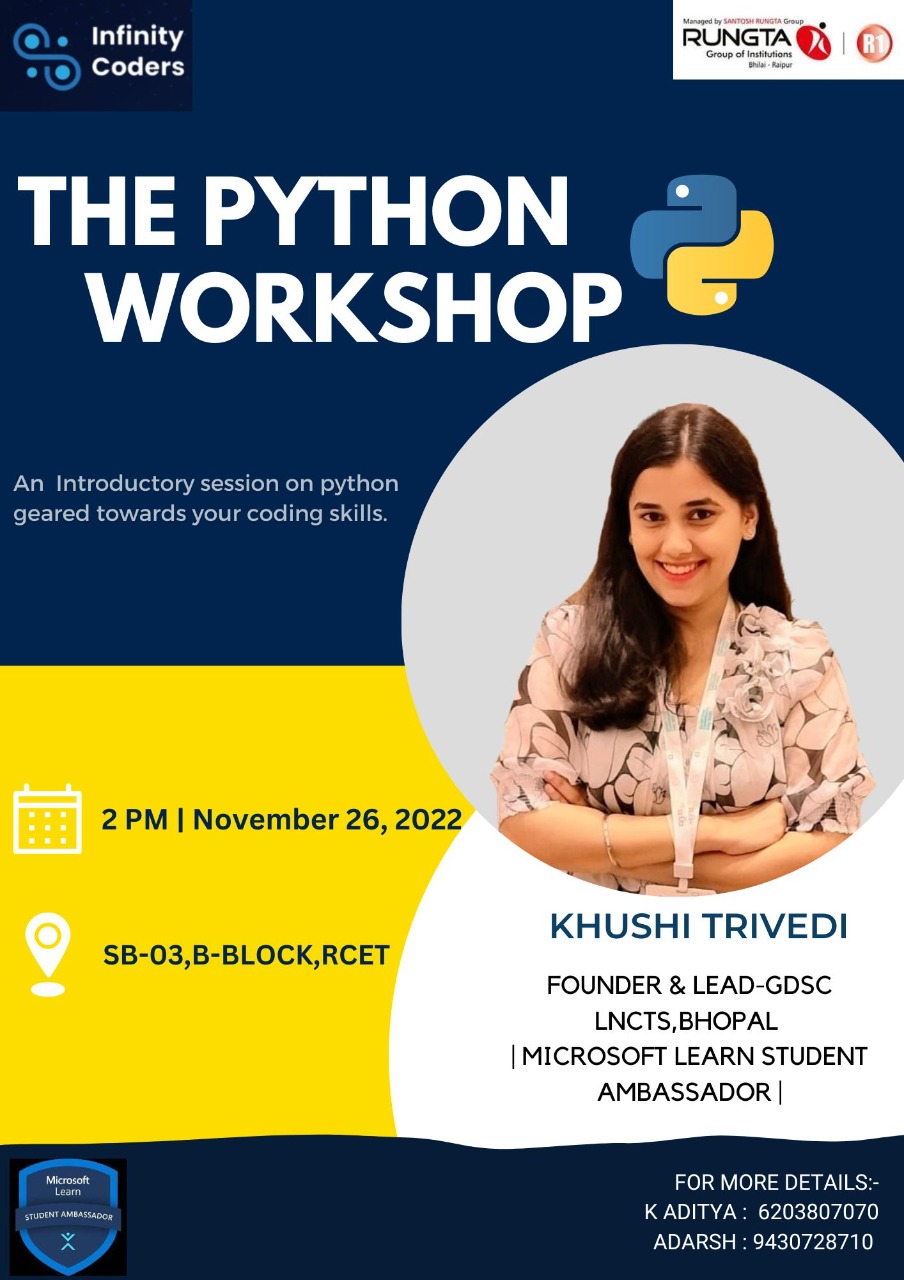 Infinity
Coders
Managed by SANTOSH RUNGTA Group
RUNGTA
Group of Institutions
Bhilai - Raipur
R1
THE PYTHON
WORKSHOP
An Introductory session on python
geared towards your coding skills.
2 PM | November 26, 2022
SB-03,B-BLOCK,RCET
KHUSHI TRIVEDI
FOUNDER & LEAD-GDSC
LNCTS,BHOPAL
| MICROSOFT LEARN STUDENT
AMBASSADOR |
Microsoft
Learn
STUDENT AMBASSADOR
FOR MORE DETAILS:-
K ADITYA : 6203807070
ADARSH : 9430728710